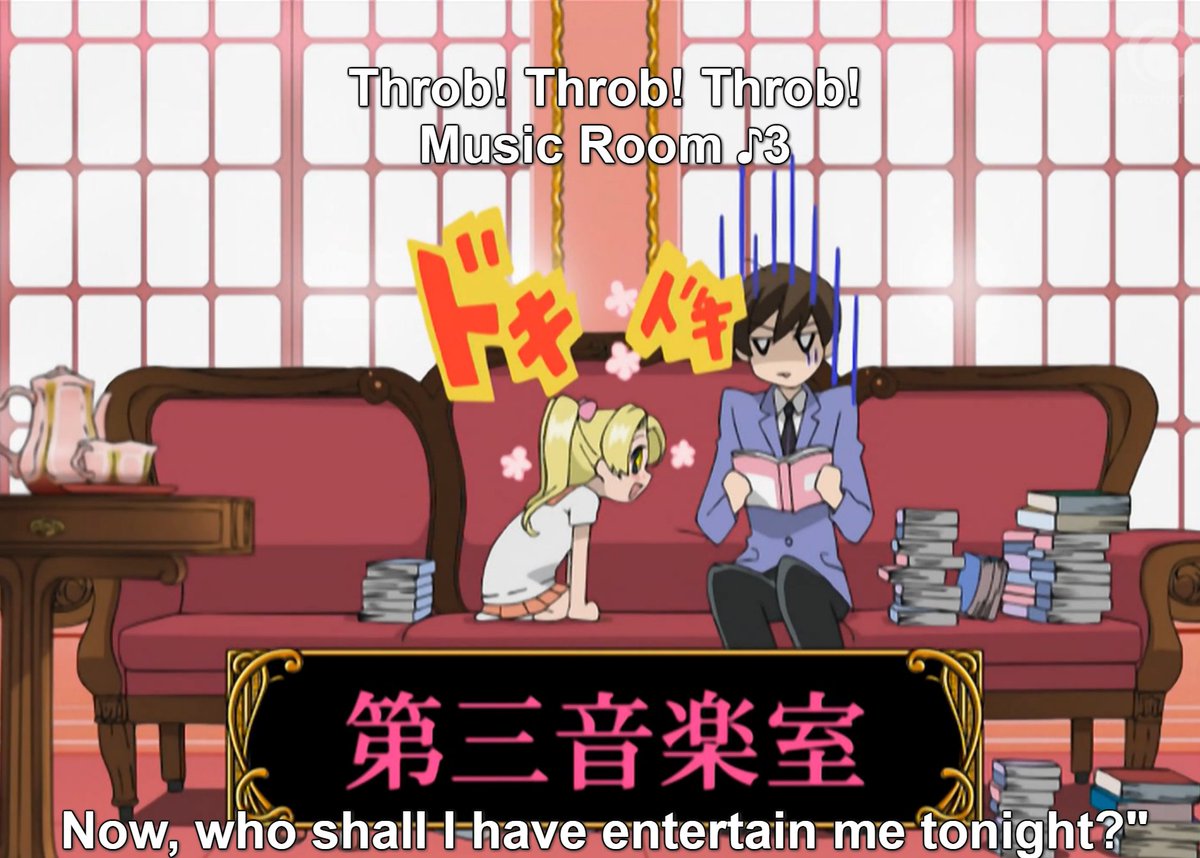 Throb! Throb! Throb!
Music Room ♪3
ドキ
ドキ
第三音楽室
Now, who shall I have entertain me tonight?"